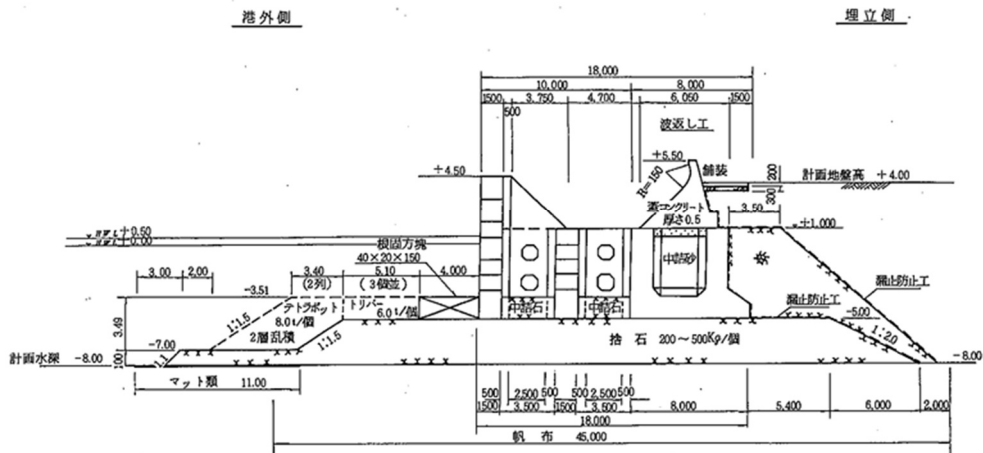 港外側
埋立側
18,000
10,000
8,000
1500
3,750
4,700
6,050
1500
500
波返し工
+5.50
舗装
+4.50
R=150
200
計画地盤高 +4.00
300
蓋コンクリート
厚さ0.5
3.50
+1.000
+0.50
+0.00
根固方塊
40×20×150
中詰砂
3.00
2.00
3.40
(2列)
5.10
(3個並)
4.000
漏止防止工
-3.51
テトラポット
8.0t/個
2層乱積
トリバー
6.0t/個
中詰石
中詰石
漏止防止工
-5.00
1:1.5
1:1.5
1:2.0
3.49
-7.00
捨石 200～500Kg/個
計画水深 -8.00
100
1:1
-8.00
マット類 11.00
500
2,500
500
500
2,500
500
1500
3,500
1500
3,500
8,000
5,400
6,000
2,000
18,000
帆布 45,000